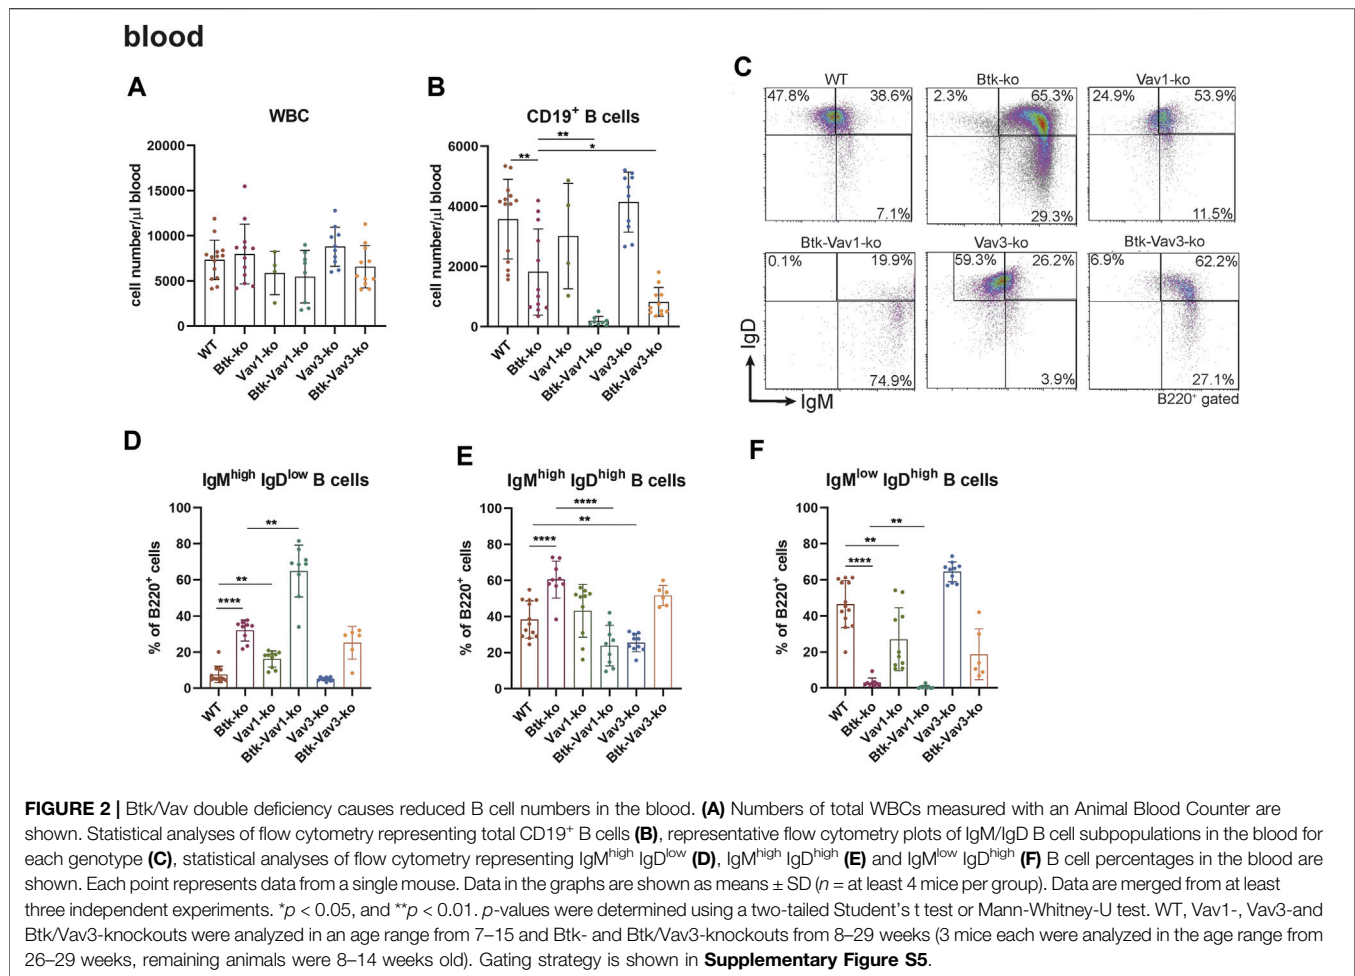 blood
A
WBC
cell number/µl blood
20000
15000
10000
5000
0
WT
Btk-ko
Vav1-ko
Btk-Vav1-ko
Vav3-ko
Btk-Vav3-ko
B
CD19+ B cells
cell number/µl blood
6000
4000
2000
0
**
*
**
WT
Btk-ko
Vav1-ko
Btk-Vav1-ko
Vav3-ko
Btk-Vav3-ko
C
WT
47.8% 38.6%
7.1%
Btk-ko
2.3% 65.3%
29.3%
Vav1-ko
24.9% 53.9%
11.5%
Btk-Vav1-ko
0.1% 19.9%
74.9%
Vav3-ko
59.3% 26.2%
3.9%
Btk-Vav3-ko
6.9% 62.2%
27.1%
IgD
IgM
B220+ gated
D
IgMhigh IgDlow B cells
% of B220+ cells
100
80
60
40
20
0
**
**
****
WT
Btk-ko
Vav1-ko
Btk-Vav1-ko
Vav3-ko
Btk-Vav3-ko
E
IgMhigh IgDhigh B cells
% of B220+ cells
100
80
60
40
20
0
****
**
****
WT
Btk-ko
Vav1-ko
Btk-Vav1-ko
Vav3-ko
Btk-Vav3-ko
F
IgMlow IgDhigh B cells
% of B220+ cells
100
80
60
40
20
0
**
**
****
WT
Btk-ko
Vav1-ko
Btk-Vav1-ko
Vav3-ko
Btk-Vav3-ko
FIGURE 2 | Btk/Vav double deficiency causes reduced B cell numbers in the blood. (A) Numbers of total WBCs measured with an Animal Blood Counter are
shown. Statistical analyses of flow cytometry representing total CD19+ B cells (B), representative flow cytometry plots of IgM/IgD B cell subpopulations in the blood for
each genotype (C), statistical analyses of flow cytometry representing IgMhigh IgDlow (D), IgMhigh IgDhigh (E) and IgMlow IgDhigh (F) B cell percentages in the blood are
shown. Each point represents data from a single mouse. Data in the graphs are shown as means ± SD (n = at least 4 mice per group). Data are merged from at least
three independent experiments. *p < 0.05, and **p < 0.01. p-values were determined using a two-tailed Student's t test or Mann-Whitney-U test. WT, Vav1-, Vav3-and
Btk/Vav3-knockouts were analyzed in an age range from 7–15 and Btk- and Btk/Vav3-knockouts from 8–29 weeks (3 mice each were analyzed in the age range from
26–29 weeks, remaining animals were 8–14 weeks old). Gating strategy is shown in Supplementary Figure S5.